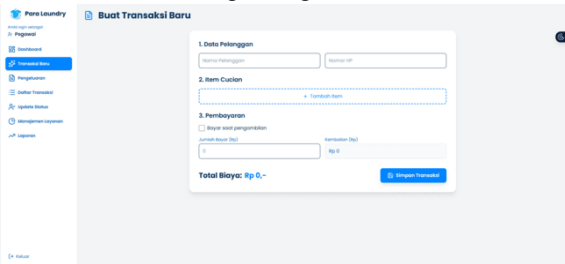 Para Laundry
Anda login sebagai
Pegawai
Dashboard
Transaksi Baru
Pengeluaran
Daftar Transaksi
Update Status
Manajemen Layanan
Laporan
Keluar
Buat Transaksi Baru
1. Data Pelanggan
Nama Pelanggan
Nomor HP
2. Item Cucian
+ Tambah Item
3. Pembayaran
Bayar saat pengambilan
Jumlah Bayar (Rp)
Kembalian (Rp)
0
Rp 0
Total Biaya: Rp 0,-
Simpan Transaksi